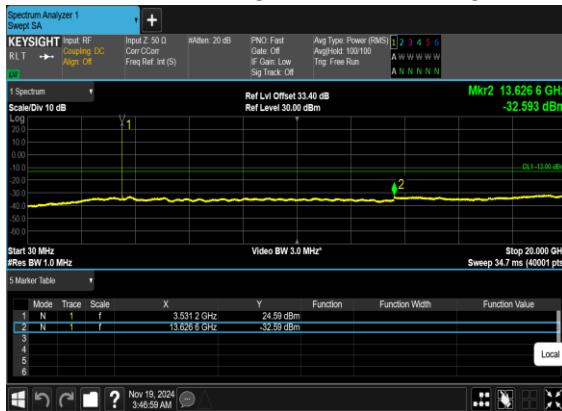 Spectrum Analyzer 1
Swept SA
+
KEYSIGHT Input: RF Input Z: 50 Ω #Atten: 20 dB PNO: Fast Avg Type: Power (RMS) 1 2 3 4 5 6
RLT Coupling: DC Corr CCorr Gate: Off Avg|Hold: 100/100 A W W W W W
Align: Off Freq Ref: Int (S) IF Gain: Low Trig: Free Run
Sig Track: Off A N N N N N
1 Spectrum Ref Lvl Offset 33.40 dB Mkr2 13.626 6 GHz
Scale/Div 10 dB Ref Level 30.00 dBm -32.593 dBm
Log
20.0
10.0
0.00
-10.0
-20.0
-30.0
-40.0
-50.0
-60.0
1
DL1 -13.00 dBm
2
Start 30 MHz Video BW 3.0 MHz* Stop 20.000 GHz
#Res BW 1.0 MHz Sweep 34.7 ms (40001 pts)
5 Marker Table
Mode Trace Scale X Y Function Function Width Function Value
1 N 1 f 3.531 2 GHz 24.59 dBm
2 N 1 f 13.626 6 GHz -32.59 dBm
3
4
5
6
Local
? Nov 19, 2024
3:46:59 AM